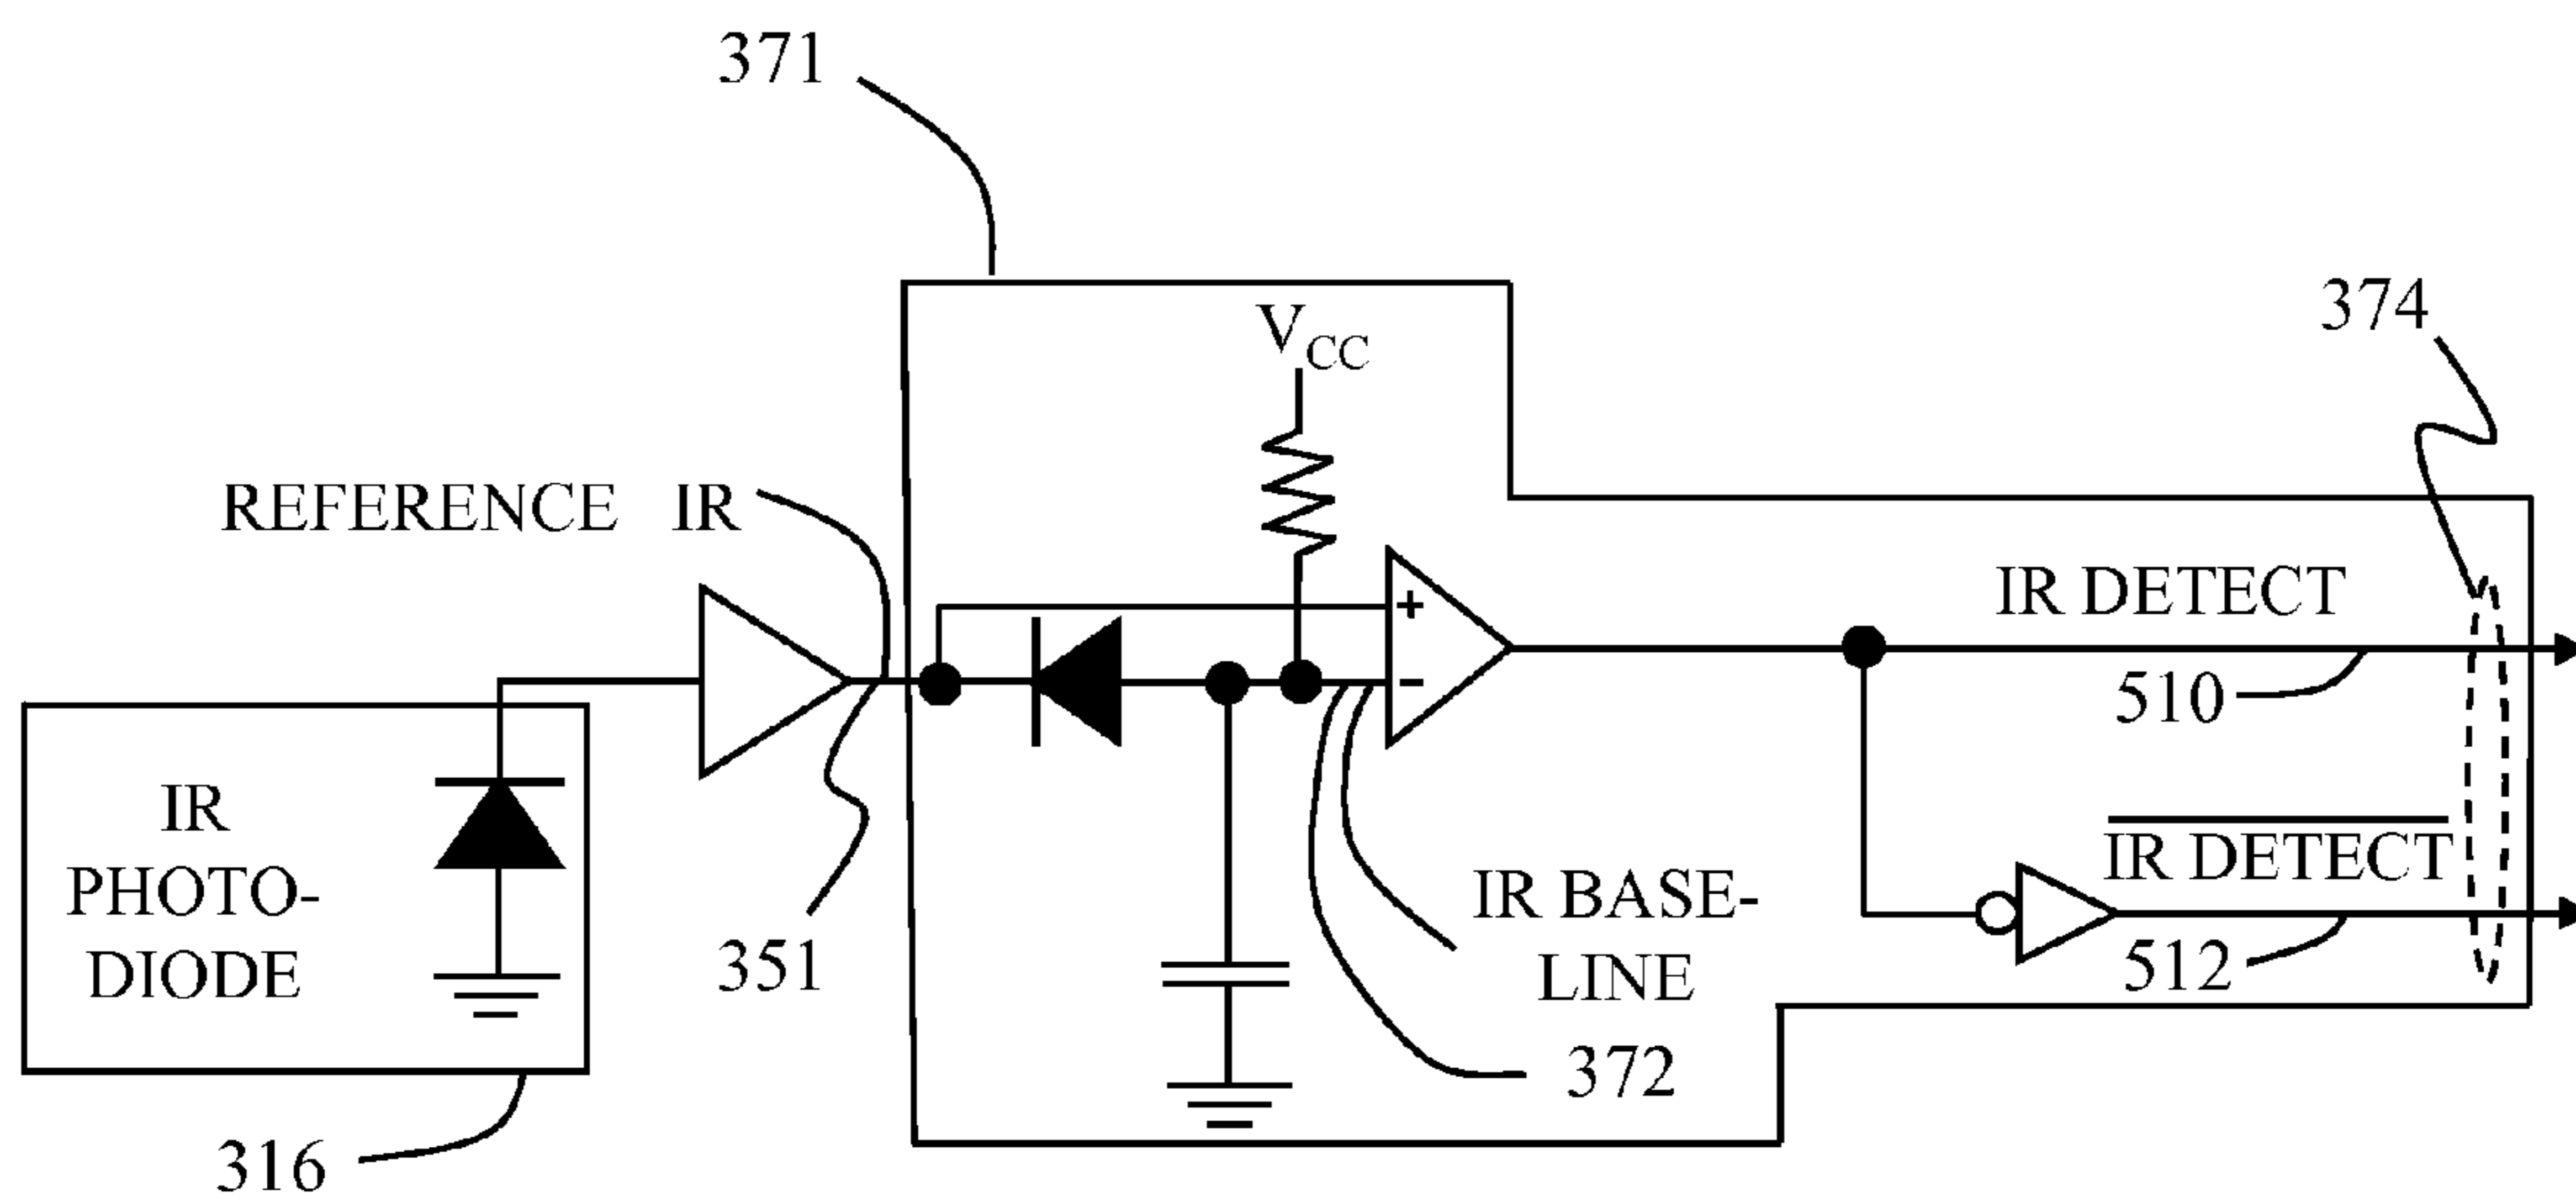 371
374
V_CC
REFERENCE IR
+
IR DETECT
-
510
IR
PHOTO-
DIODE
IR DETECT
IR BASE-
LINE
351
512
372
316